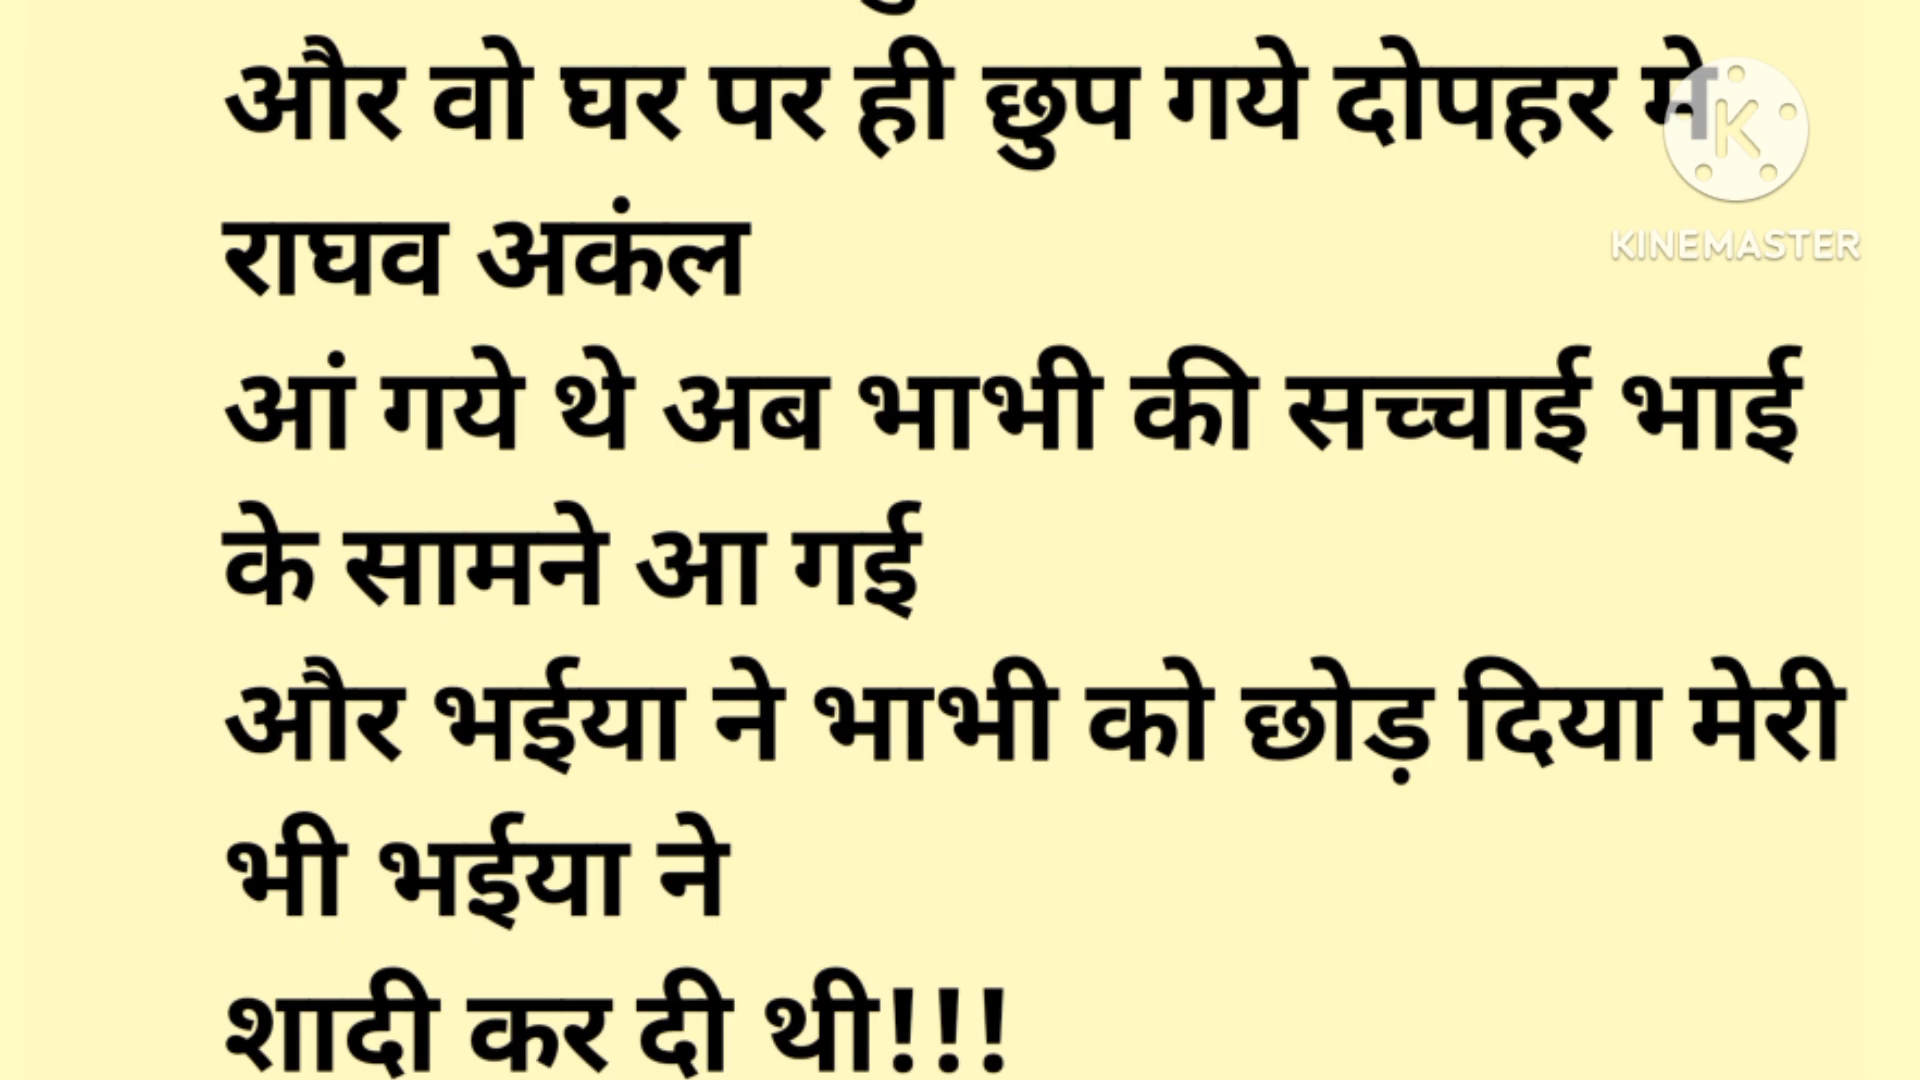 और वो घर पर ही छुप गये दोपहर मे
राघव अकंल
आं गये थे अब भाभी की सच्चाई भाई
के सामने आ गई
और भईया ने भाभी को छोड़ दिया मेरी
भी भईया ने
शादी कर दी थी!!!
K
KINEMASTER